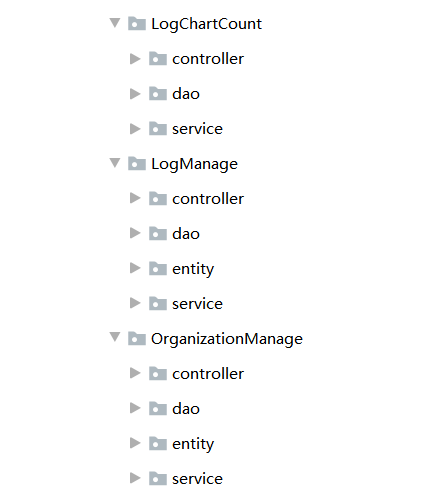 LogChartCount
controller
dao
service
LogManage
controller
dao
entity
service
OrganizationManage
controller
dao
entity
service